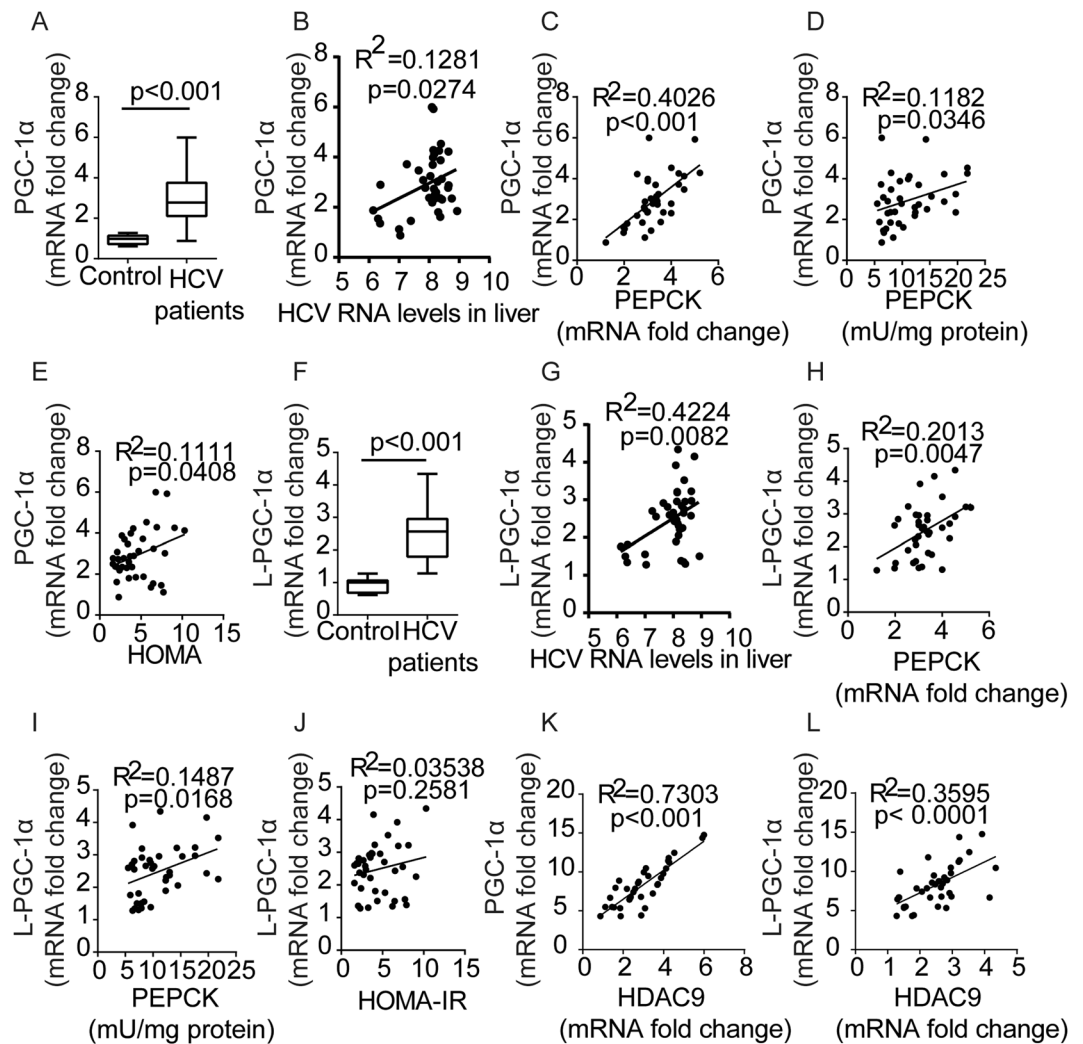 A
PGC-1α
(mRNA fold change)
8
6
4
2
0
p<0.001
Control HCV
patients
B
PGC-1α
(mRNA fold change)
8
6
4
2
0
R2=0.1281
p=0.0274
5 6 7 8 9 10
HCV RNA levels in liver
C
PGC-1α
(mRNA fold change)
8
6
4
2
0
R2=0.4026
p<0.001
0 2 4 6
PEPCK
(mRNA fold change)
D
PGC-1α
(mRNA fold change)
8
6
4
2
0
R2=0.1182
p=0.0346
0 5 10 15 20 25
PEPCK
(mU/mg protein)
E
PGC-1α
(mRNA fold change)
8
6
4
2
0
R2=0.1111
p=0.0408
0 5 10 15
HOMA
F
L-PGC-1α
(mRNA fold change)
5
4
3
2
1
0
p<0.001
Control HCV
patients
G
L-PGC-1α
(mRNA fold change)
5
4
3
2
1
0
R2=0.4224
p=0.0082
5 6 7 8 9 10
HCV RNA levels in liver
H
L-PGC-1α
(mRNA fold change)
5
4
3
2
1
0
R2=0.2013
p=0.0047
0 2 4 6
PEPCK
(mRNA fold change)
I
L-PGC-1α
(mRNA fold change)
5
4
3
2
1
0
R2=0.1487
p=0.0168
0 5 10 15 20 25
PEPCK
(mU/mg protein)
J
L-PGC-1α
(mRNA fold change)
5
4
3
2
1
0
R2=0.03538
p=0.2581
0 5 10 15
HOMA-IR
K
PGC-1α
(mRNA fold change)
20
15
10
5
0
R2=0.7303
p<0.001
0 2 4 6 8
HDAC9
(mRNA fold change)
L
L-PGC-1α
(mRNA fold change)
20
15
10
5
0
R2=0.3595
p< 0.0001
0 1 2 3 4 5
HDAC9
(mRNA fold change)